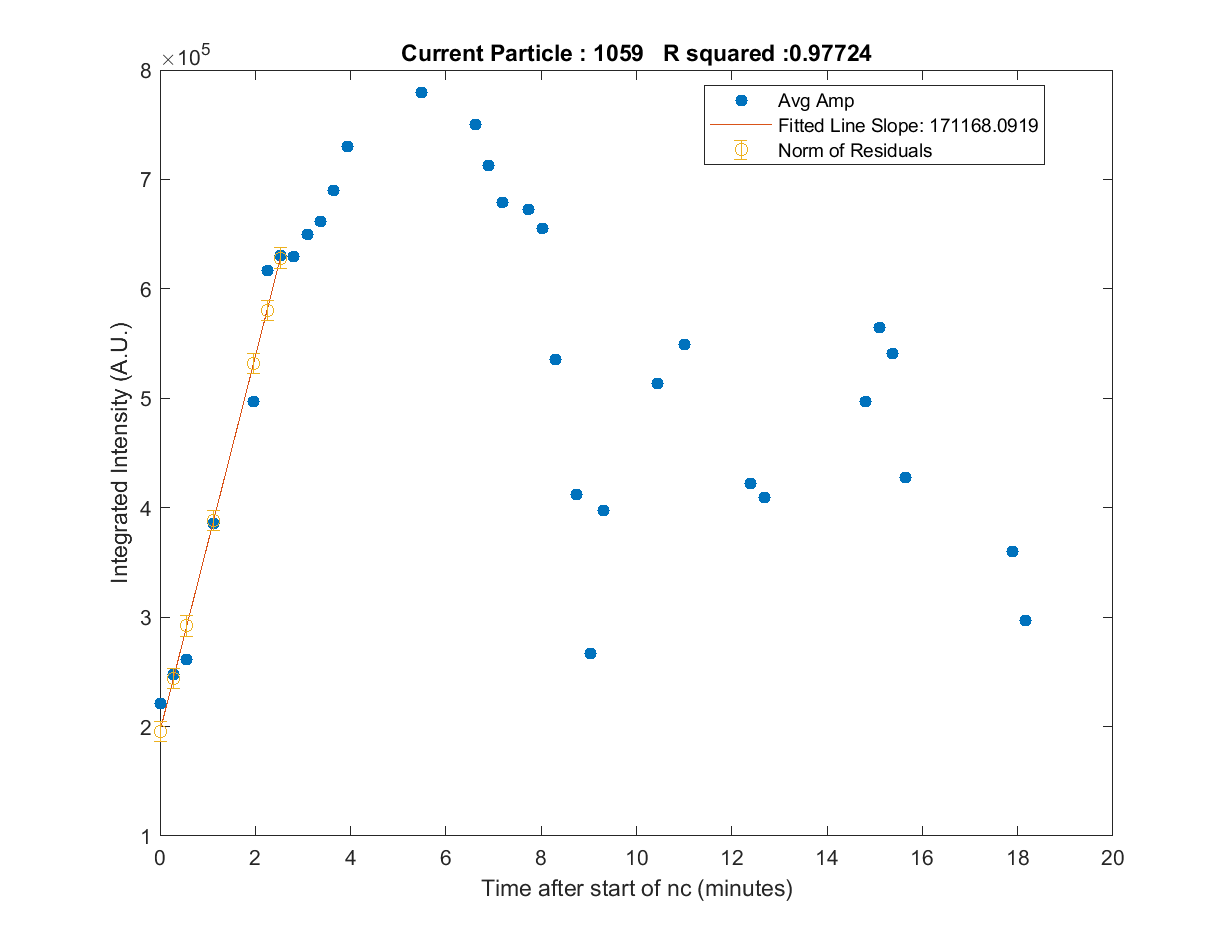 Current Particle : 1059   R squared :0.97724
×10^5
8
7
6
5
4
3
2
1
0 2 4 6 8 10 12 14 16 18 20
Integrated Intensity (A.U.)
Time after start of nc (minutes)
Avg Amp
Fitted Line Slope: 171168.0919
Norm of Residuals